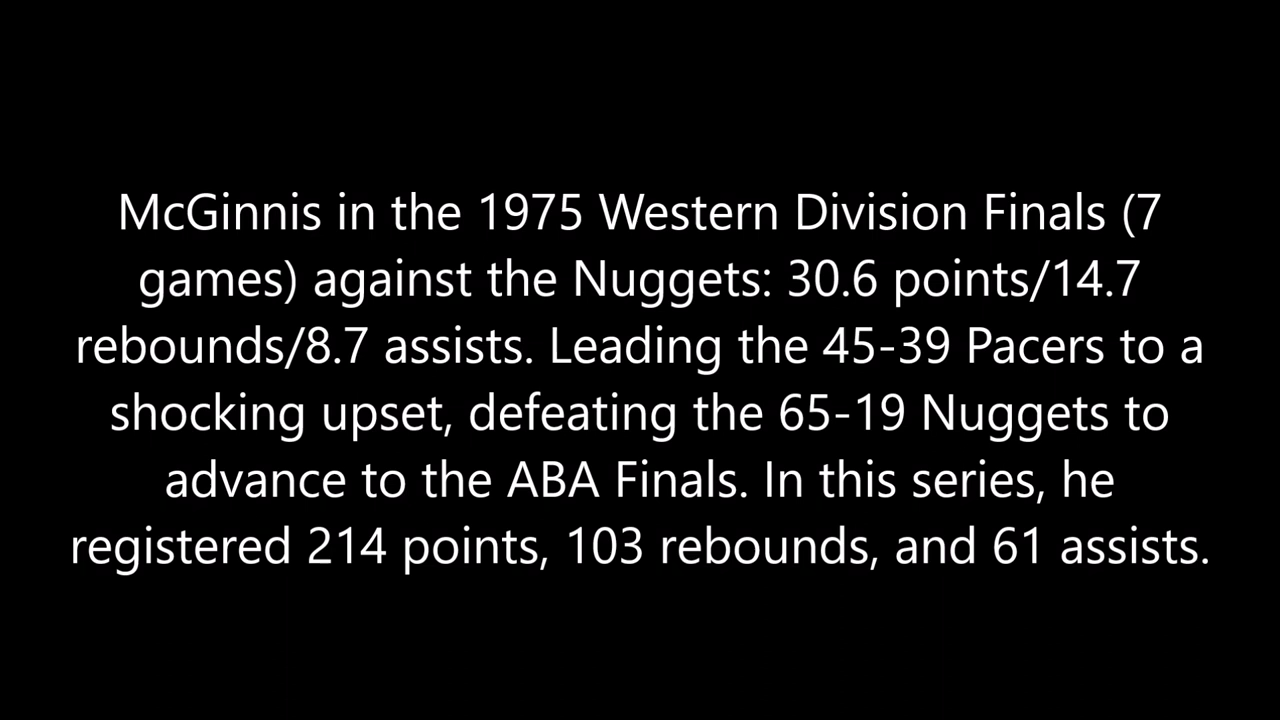 McGinnis in the 1975 Western Division Finals (7
games) against the Nuggets: 30.6 points/14.7
rebounds/8.7 assists. Leading the 45-39 Pacers to a
shocking upset, defeating the 65-19 Nuggets to
advance to the ABA Finals. In this series, he
registered 214 points, 103 rebounds, and 61 assists.